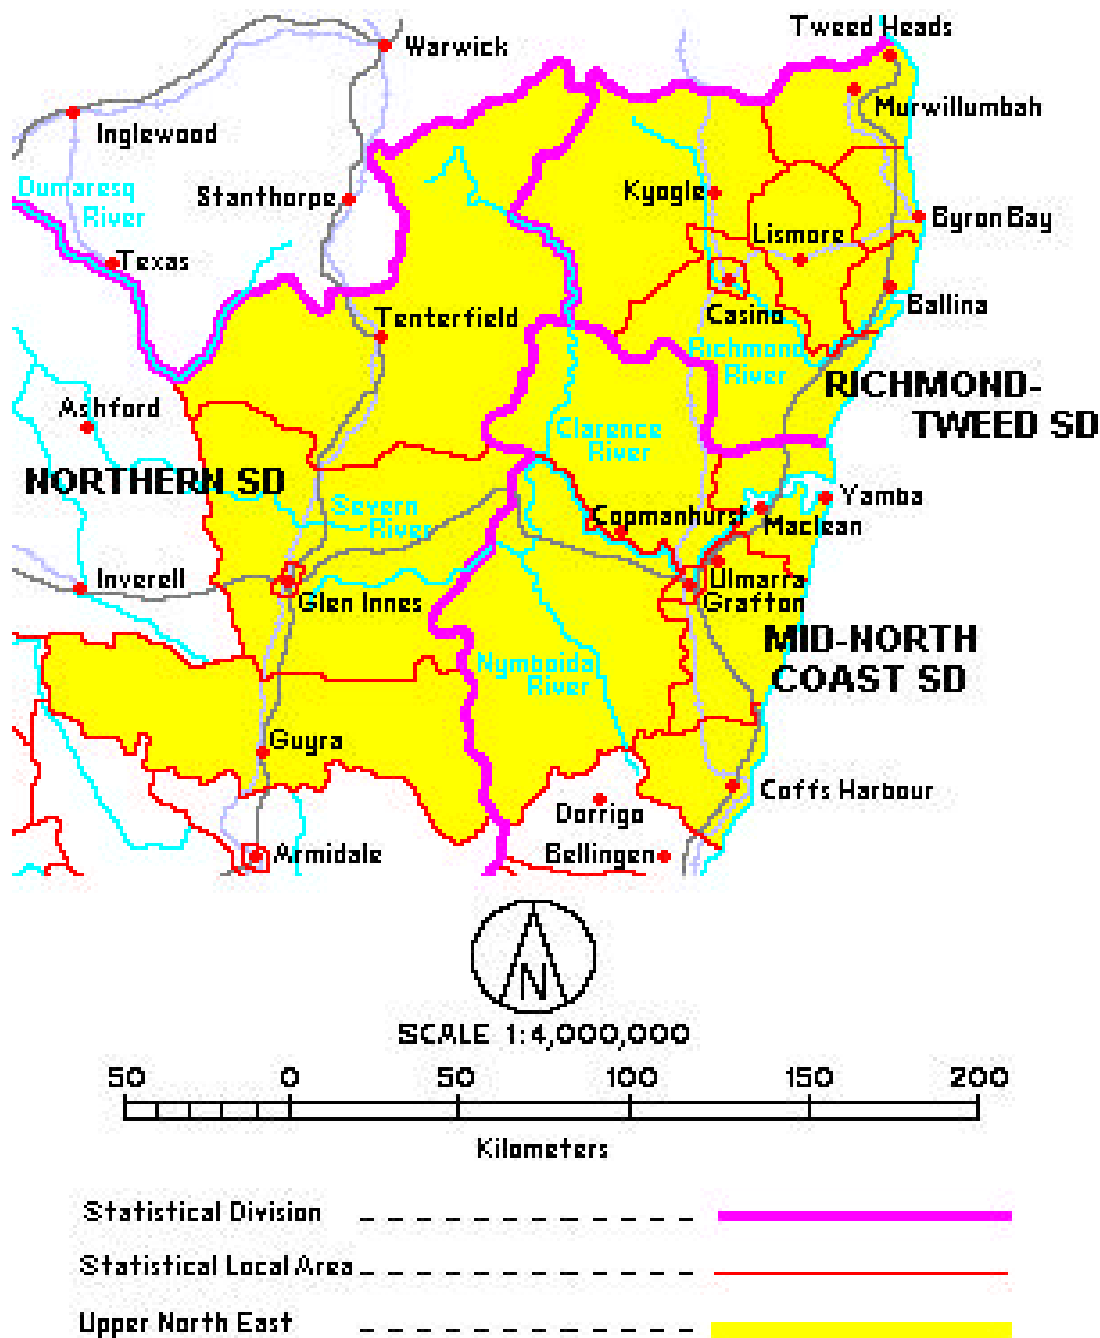 Tweed Heads
Warwick
Murwillumbah
Inglewood
Dumaresq
River
Stanthorpe
Kyogle
Byron Bay
Lismore
Texas
Ballina
Casino
Tenterfield
Richmond
River
RICHMOND-
TWEED SD
Ashford
Clarence
River
NORTHERN SD
Yamba
Severn
River
Copmanhurst
Maclean
Inverell
Ulmarra
Glen Innes
Grafton
MID-NORTH
COAST SD
Nymboida
River
Guyra
Coffs Harbour
Dorrigo
Armidale
Bellingen
N
SCALE 1:4,000,000
50 0 50 100 150 200
Kilometers
Statistical Division
Statistical Local Area
Upper North East